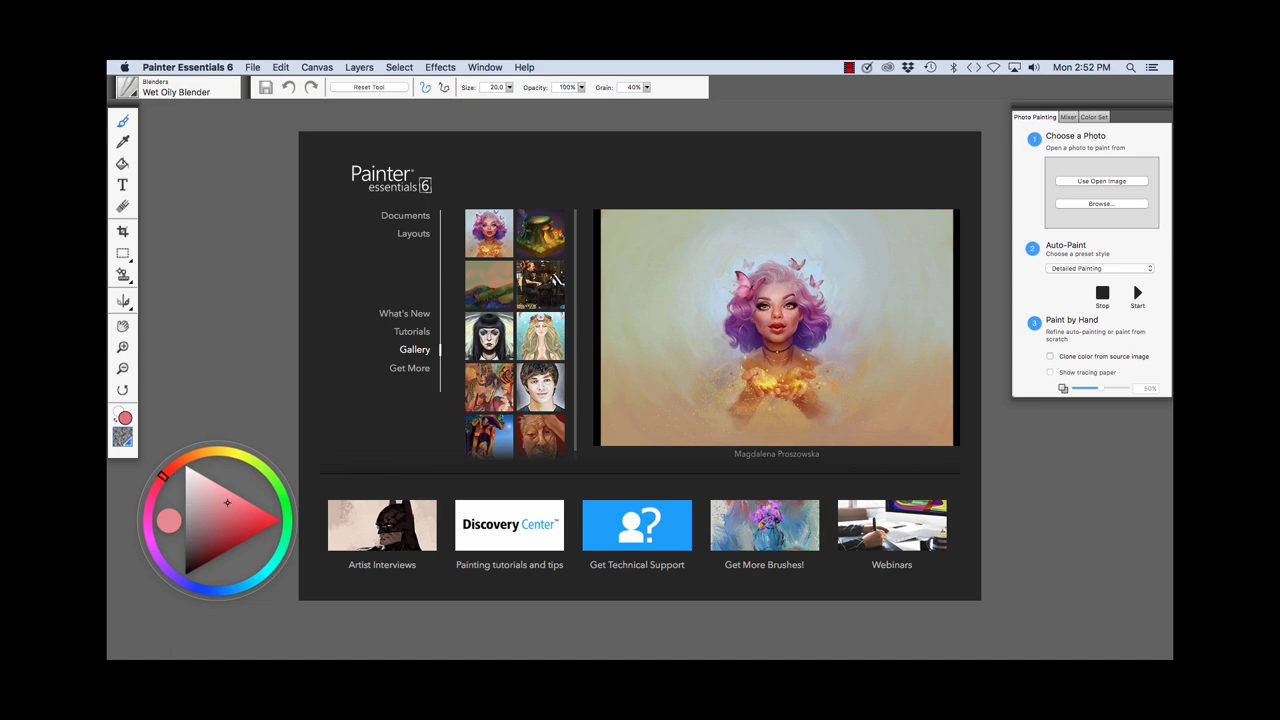 Painter Essentials 6 File Edit Canvas Layers Select Effects Window Help Mon 2:52 PM
Blenders
Wet Oily Blender
Reset Tool Size: 20.0 Opacity: 100% Grain: 40%
Photo Painting Mixer Color Set
1 Choose a Photo
Open a photo to paint from
Use Open Image
Browse...
2 Auto-Paint
Choose a preset style
Detailed Painting
Stop Start
3 Paint by Hand
Refine auto-painting or paint from
scratch
Clone color from source image
Show tracing paper
50%
Painter
essentials 6
Documents
Layouts
What's New
Tutorials
Gallery
Get More
Magdalena Proszowska
Discovery Center™
Artist Interviews
Painting tutorials and tips
Get Technical Support
Get More Brushes!
Webinars